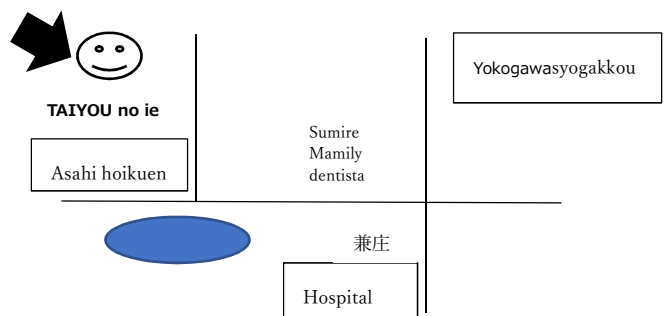 Yokogawasyogakkou
TAIYOU no ie
Asahi hoikuen
Sumire
Mamily
dentista
兼庄
Hospital